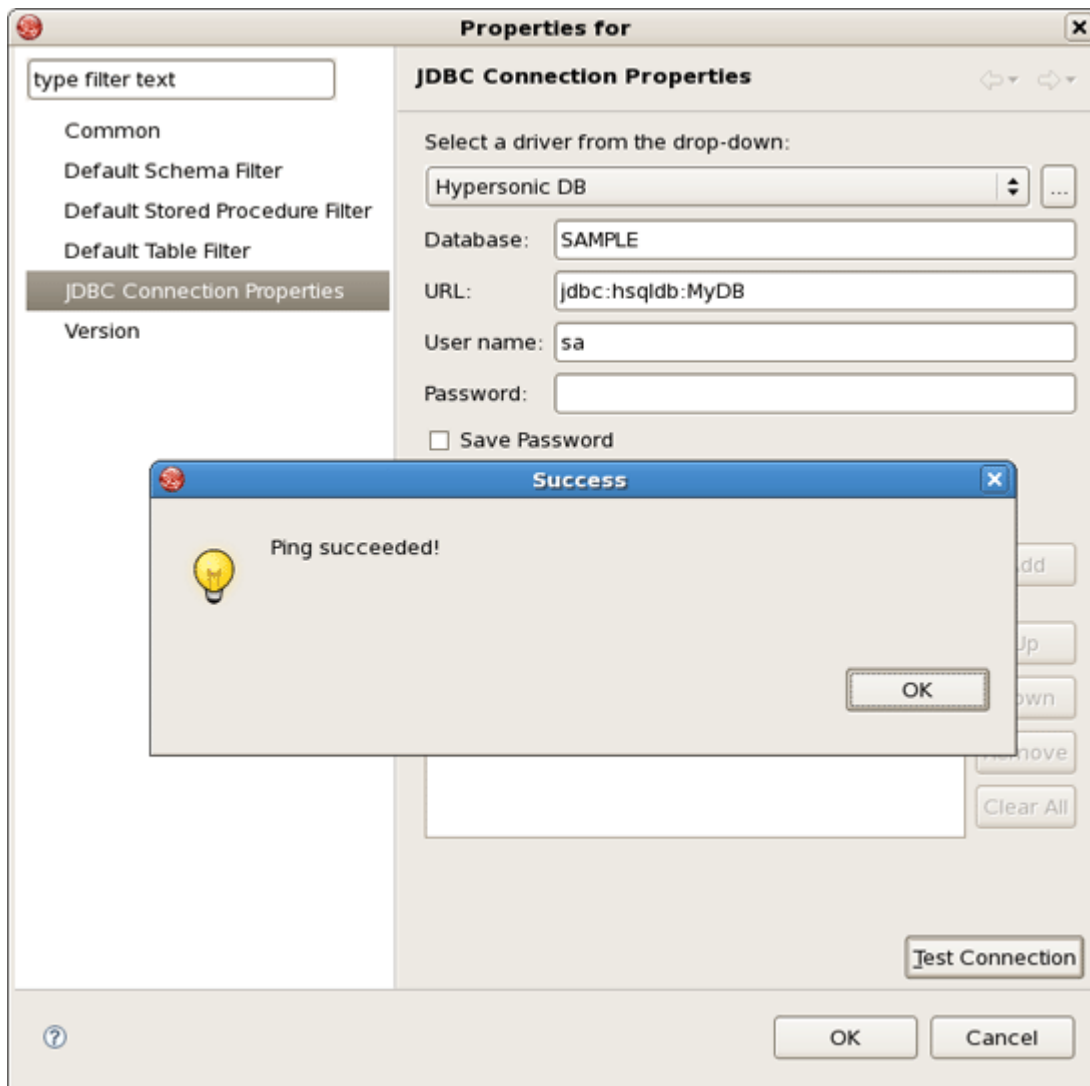 Properties for
type filter text
Common
Default Schema Filter
Default Stored Procedure Filter
Default Table Filter
JDBC Connection Properties
Version
JDBC Connection Properties
Select a driver from the drop-down:
Hypersonic DB
...
Database: SAMPLE
URL: jdbc:hsqldb:MyDB
User name: sa
Password:
Save Password
Success
Ping succeeded!
OK
Clear All
Test Connection
OK
Cancel